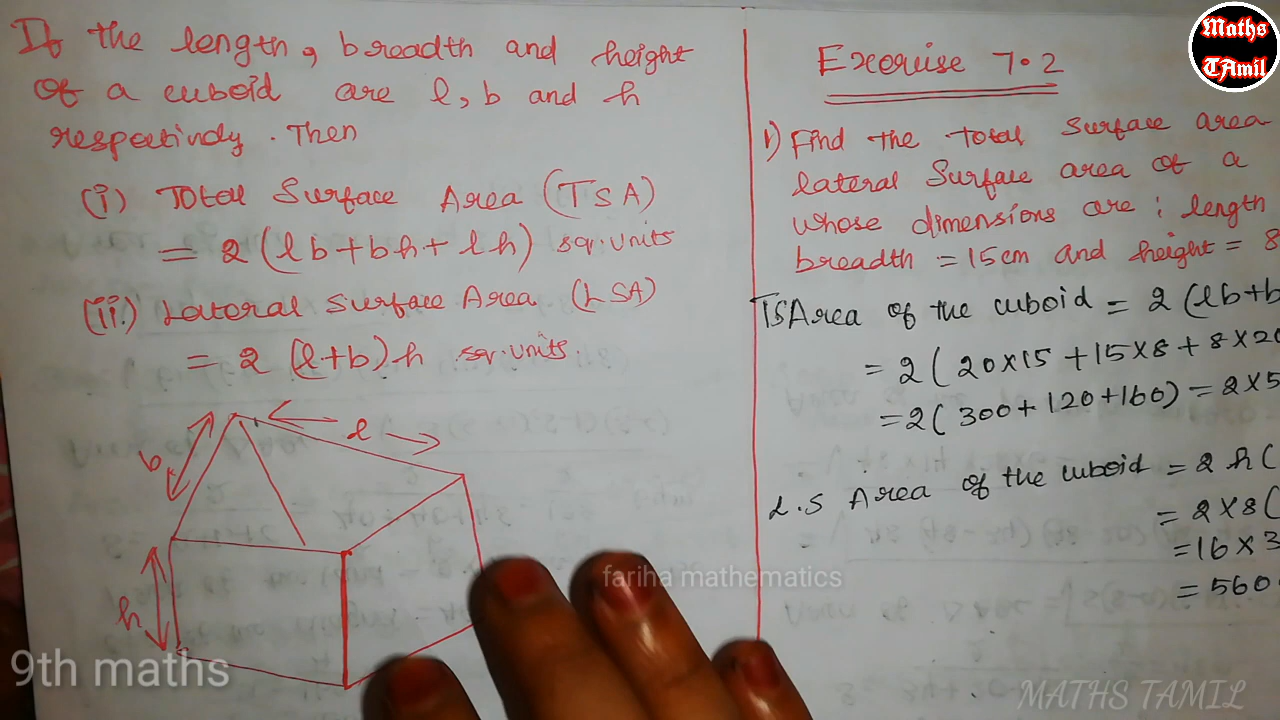 If the length, breadth and height
of a cuboid are l, b and h
respectively. Then
(i) Total Surface Area (TSA)
= 2 (lb+bh+lh) sq.units
(ii) Lateral Surface Area (LSA)
= 2 (l+b)h sq.units
b
l
h
9th maths
Maths
TAmil
Exercise 7.2
1) Find the total surface area
lateral Surface area of a
whose dimensions are : length
breadth = 15cm and height = 8
TSArea of the cuboid = 2 (lb+b
= 2 ( 20×15 +15×8 + 8×20
=2( 300+120+160) = 2×5
L.S Area of the cuboid = 2 h(
= 2×8(
=16×3
= 560
fariha mathematics
MATHS TAMIL